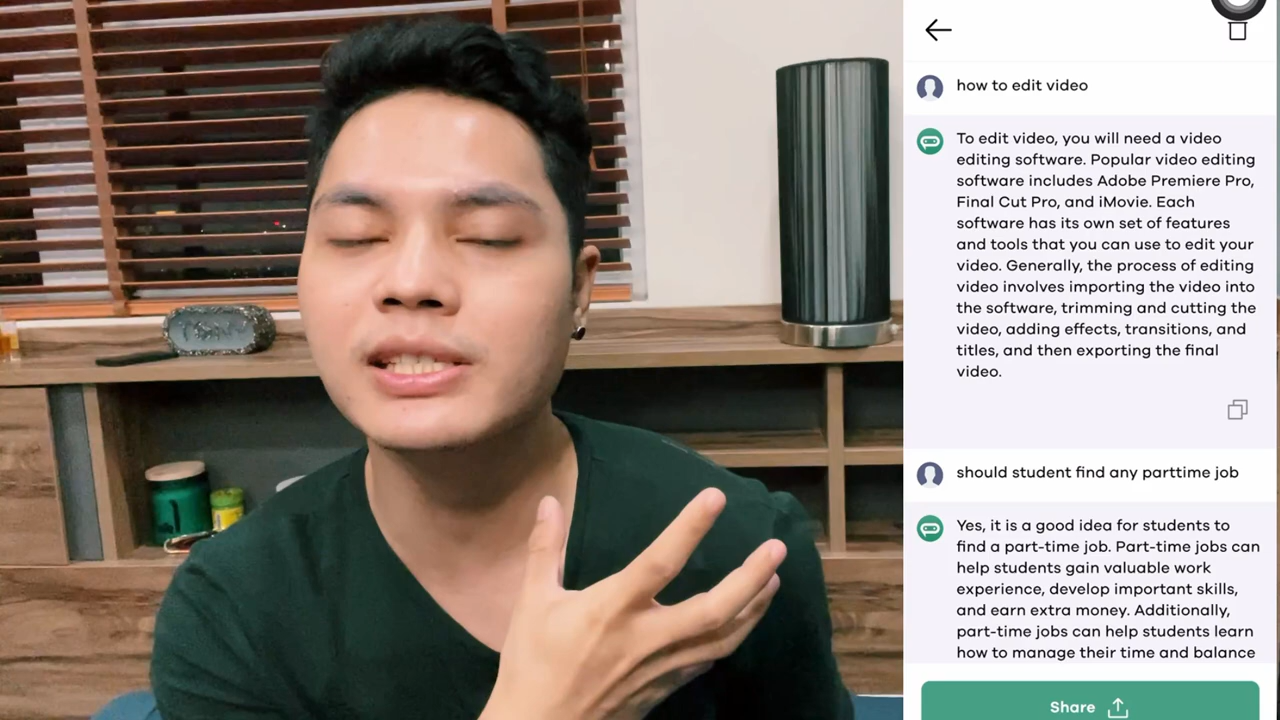 how to edit video
To edit video, you will need a video
editing software. Popular video editing
software includes Adobe Premiere Pro,
Final Cut Pro, and iMovie. Each
software has its own set of features
and tools that you can use to edit your
video. Generally, the process of editing
video involves importing the video into
the software, trimming and cutting the
video, adding effects, transitions, and
titles, and then exporting the final
video.
should student find any parttime job
Yes, it is a good idea for students to
find a part-time job. Part-time jobs can
help students gain valuable work
experience, develop important skills,
and earn extra money. Additionally,
part-time jobs can help students learn
how to manage their time and balance
Share